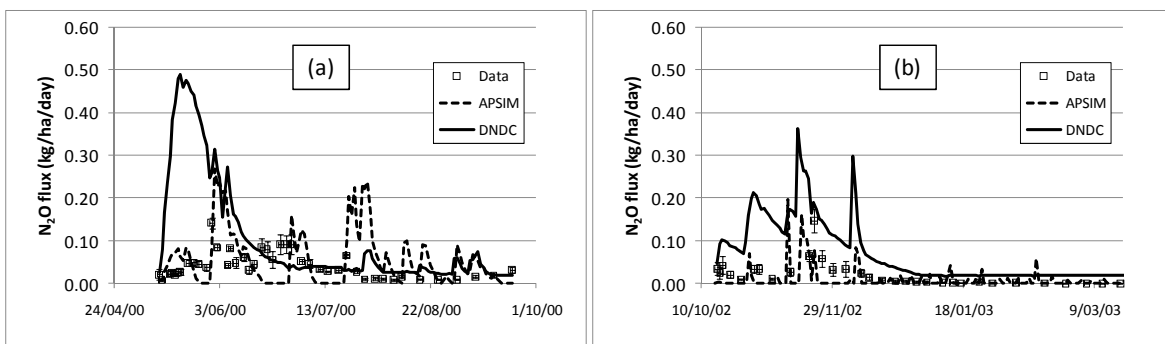 0.60
0.50
0.40
0.30
0.20
0.10
0.00
N₂O flux (kg/ha/day)
24/04/00 3/06/00 13/07/00 22/08/00 1/10/00
(a)
Data
APSIM
DNDC
0.60
0.50
0.40
0.30
0.20
0.10
0.00
N₂O flux (kg/ha/day)
10/10/02 29/11/02 18/01/03 9/03/03
(b)
Data
APSIM
DNDC